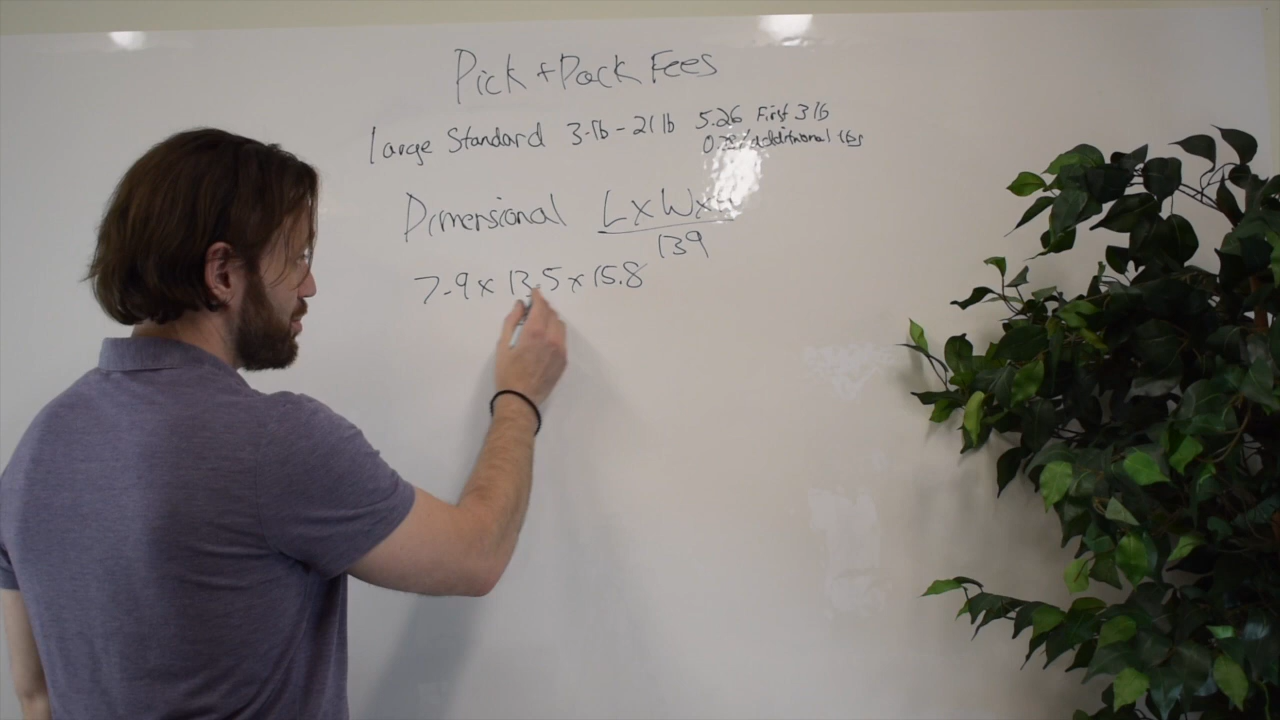 Pick + Pack Fees
Large Standard 3-lb - 21 lb 5.26 First 3 lb
additional lbs
Dimensional L x W x
139
7.9 x 13.5 x 15.8